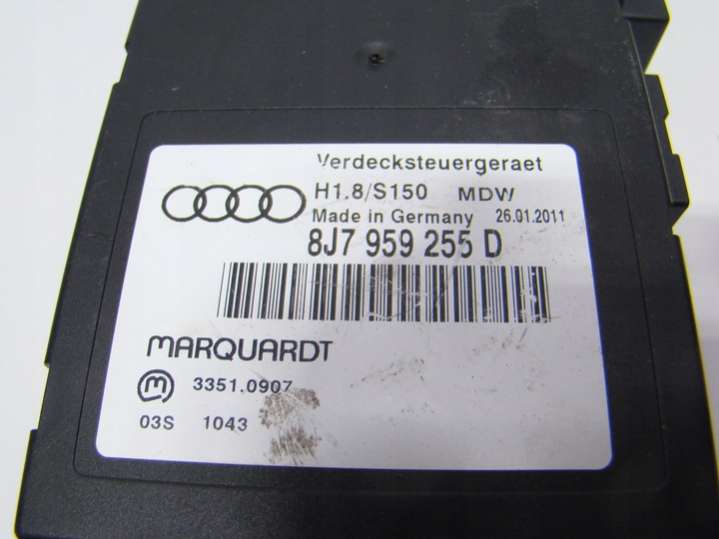 Verdecksteuergeraet
H1.8/S150 MDW
Made in Germany 26.01.2011
8J7 959 255 D
MARQUARDT
m 3351.0907
03S 1043